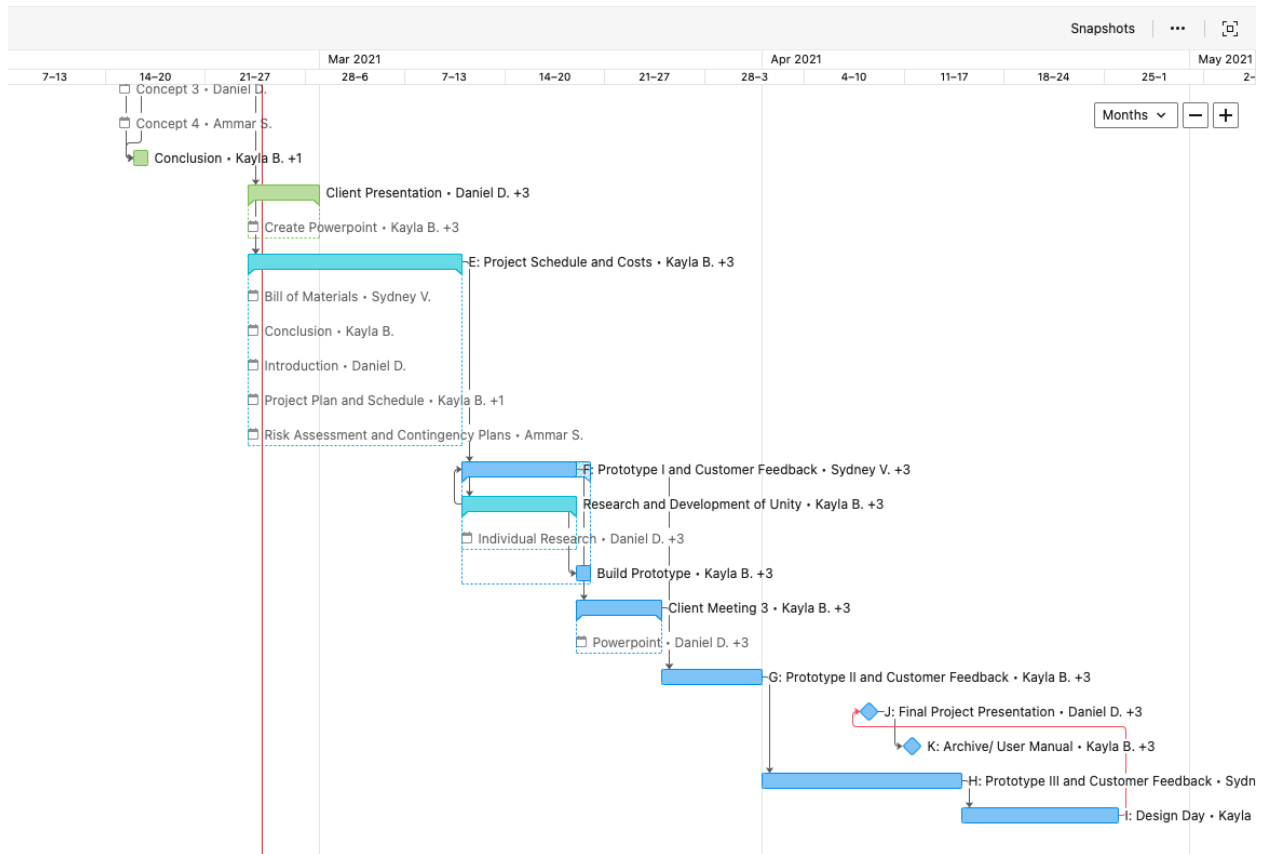 Snapshots
Mar 2021 Apr 2021 May 2021
7–13 14–20 21–27 28–6 7–13 14–20 21–27 28–3 4–10 11–17 18–24 25–1 2–
Concept 3 • Daniel D.
Months
Concept 4 • Ammar S.
Conclusion • Kayla B. +1
Client Presentation • Daniel D. +3
Create Powerpoint • Kayla B. +3
E: Project Schedule and Costs • Kayla B. +3
Bill of Materials • Sydney V.
Conclusion • Kayla B.
Introduction • Daniel D.
Project Plan and Schedule • Kayla B. +1
Risk Assessment and Contingency Plans • Ammar S.
F: Prototype I and Customer Feedback • Sydney V. +3
Research and Development of Unity • Kayla B. +3
Individual Research • Daniel D. +3
Build Prototype • Kayla B. +3
Client Meeting 3 • Kayla B. +3
Powerpoint • Daniel D. +3
G: Prototype II and Customer Feedback • Kayla B. +3
J: Final Project Presentation • Daniel D. +3
K: Archive/ User Manual • Kayla B. +3
H: Prototype III and Customer Feedback • Sydn
I: Design Day • Kayla